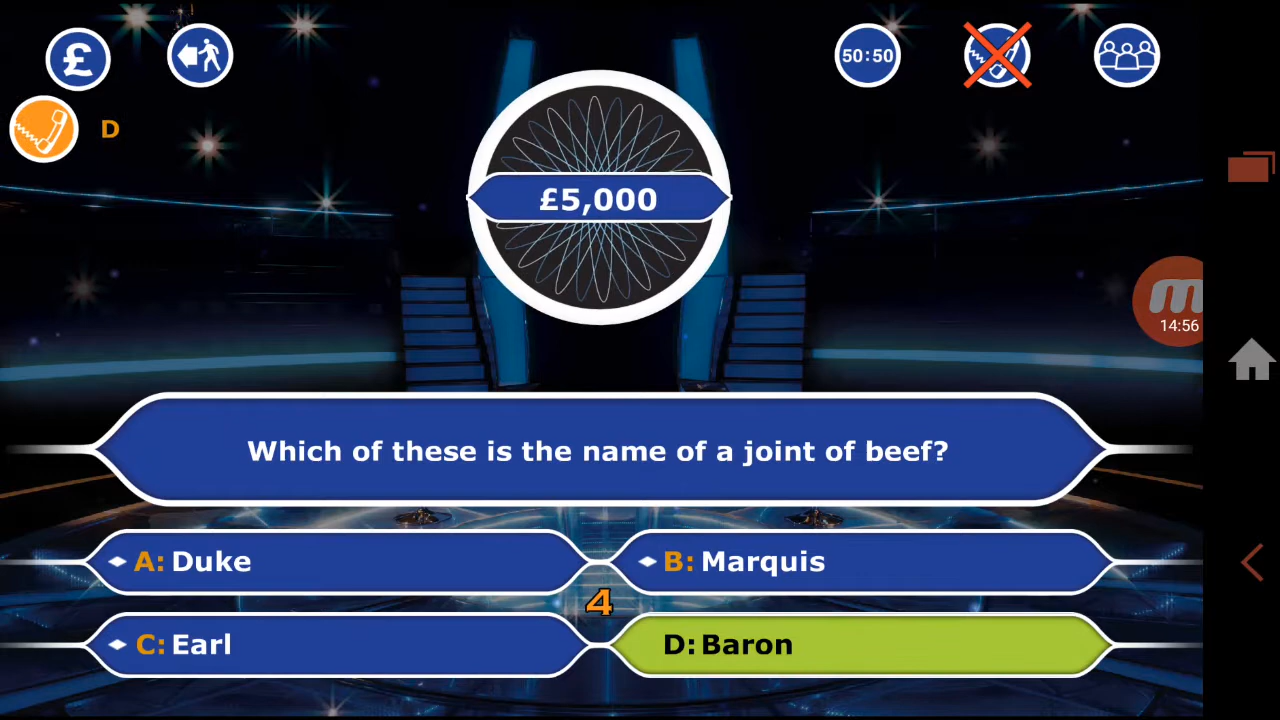 £
50:50
D
£5,000
14:56
Which of these is the name of a joint of beef?
A: Duke
B: Marquis
4
C: Earl
D: Baron